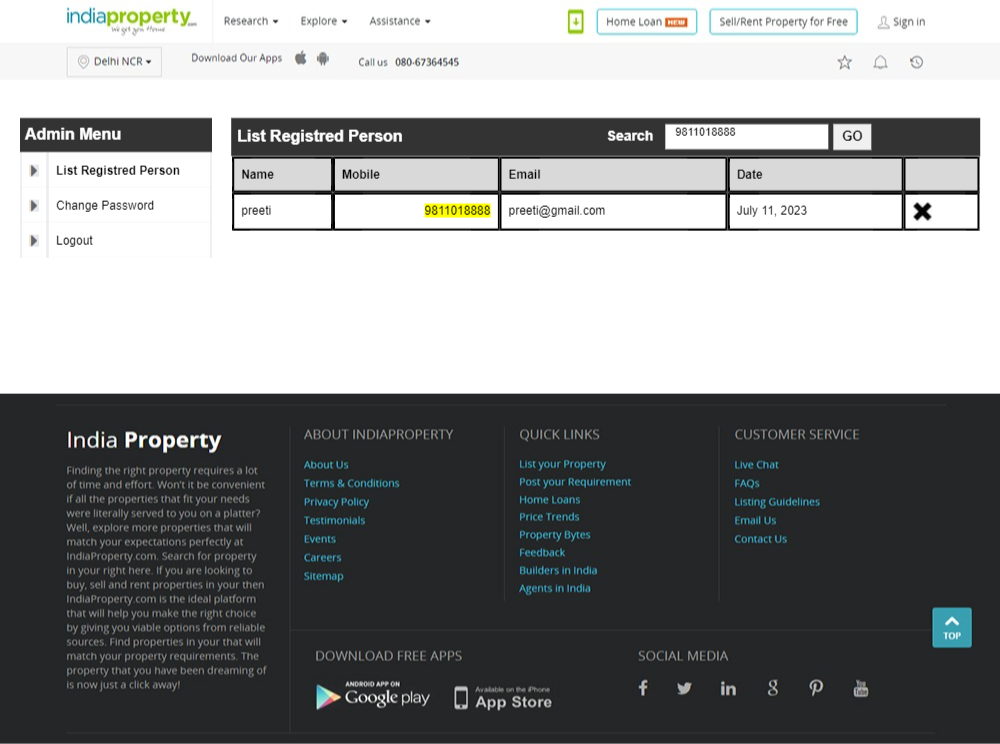 indiaproperty.com
We get you Home
Research
Explore
Assistance
Home Loan NEW
Sell/Rent Property for Free
Sign in
Delhi NCR
Download Our Apps
Call us 080-67364545
Admin Menu
List Registred Person
Change Password
Logout
List Registred Person
Search
9811018888
GO
Name Mobile Email Date
preeti 9811018888 preeti@gmail.com July 11, 2023
India Property
Finding the right property requires a lot
of time and effort. Won't it be convenient
if all the properties that fit your needs
were literally served to you on a platter?
Well, explore more properties that will
match your expectations perfectly at
IndiaProperty.com. Search for property
in your right here. If you are looking to
buy, sell and rent properties in your then
IndiaProperty.com is the ideal platform
that will help you make the right choice
by giving you viable options from reliable
sources. Find properties in your that will
match your property requirements. The
property that you have been dreaming of
is now just a click away!
ABOUT INDIAPROPERTY
About Us
Terms & Conditions
Privacy Policy
Testimonials
Events
Careers
Sitemap
QUICK LINKS
List your Property
Post your Requirement
Home Loans
Price Trends
Property Bytes
Feedback
Builders in India
Agents in India
CUSTOMER SERVICE
Live Chat
FAQs
Listing Guidelines
Email Us
Contact Us
TOP
DOWNLOAD FREE APPS
ANDROID APP ON
Google play
Available on the iPhone
App Store
SOCIAL MEDIA
You
Tube